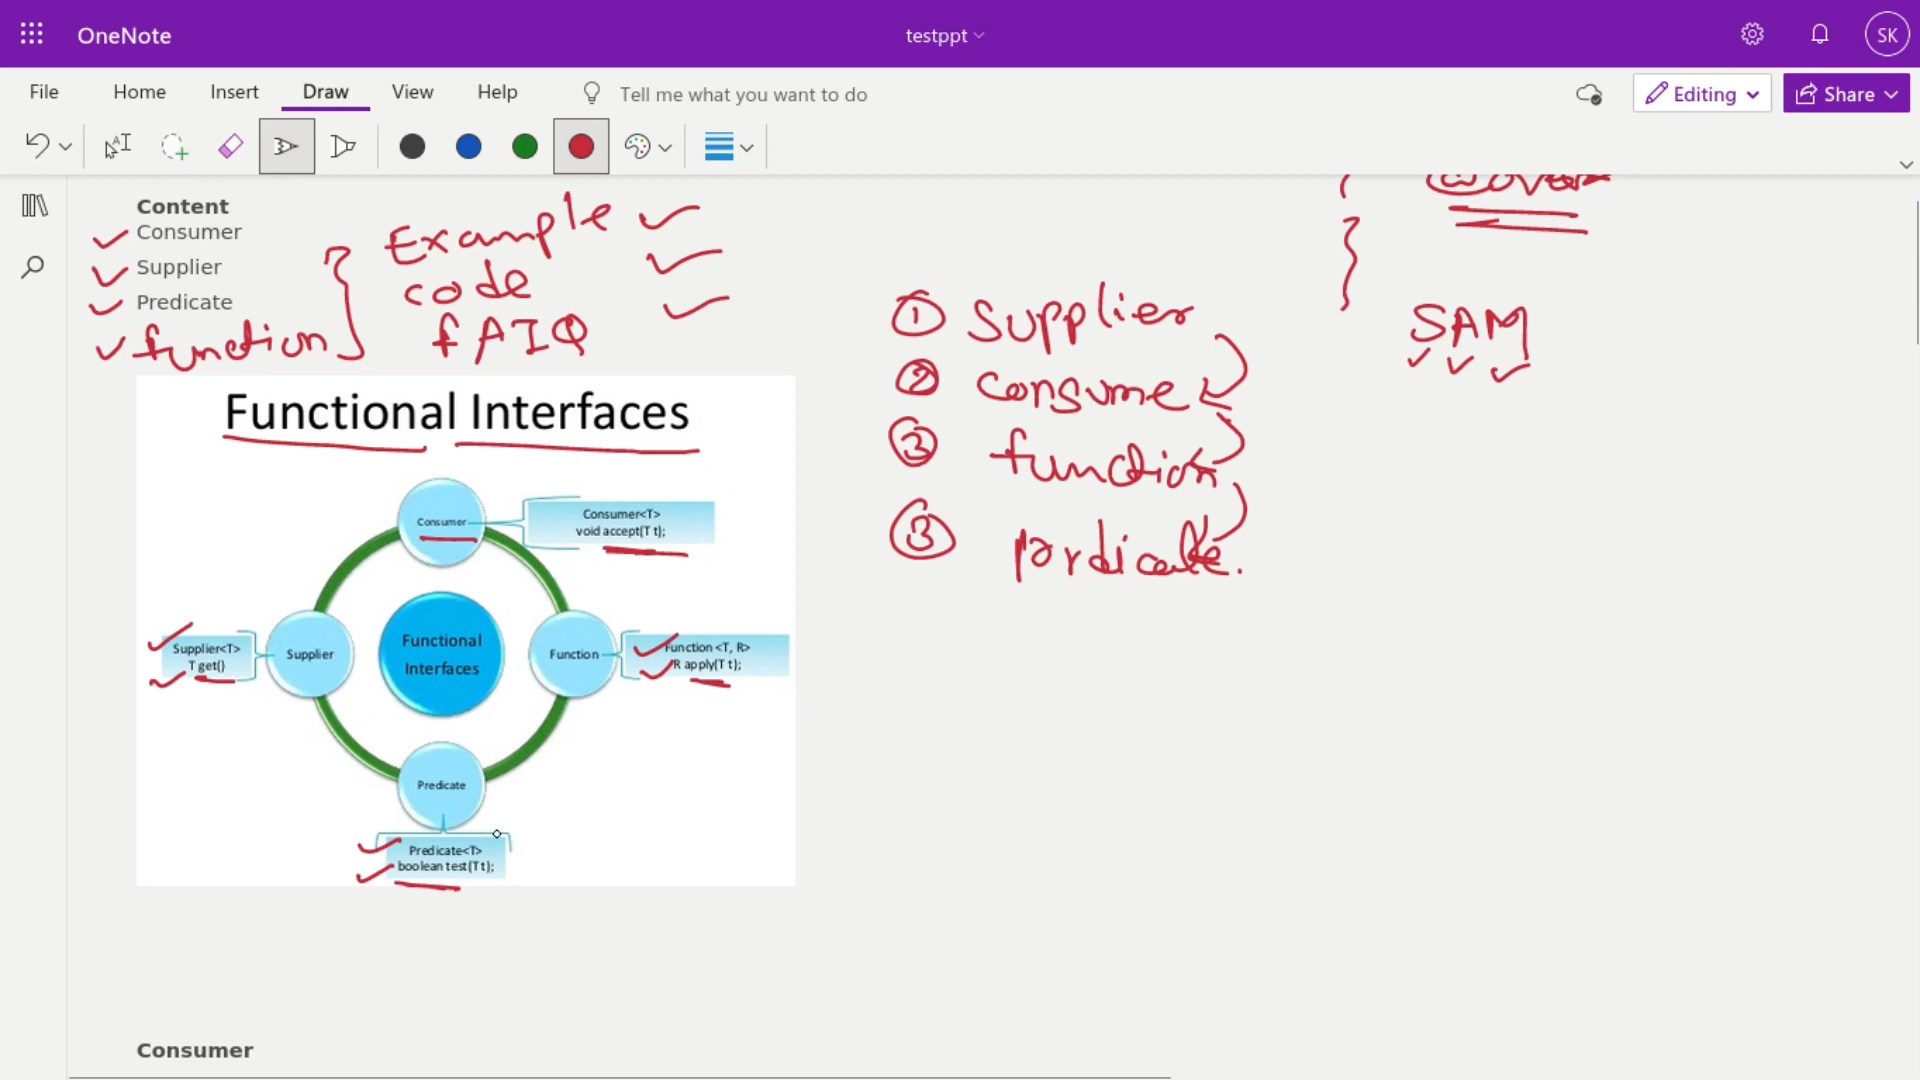 OneNote
testppt
SK
File Home Insert Draw View Help Tell me what you want to do
Editing Share
Content
Consumer
Supplier
Predicate
function
Example
code
fAIQ
① Supplier
② consume
③ function
③ prdicate.
SAM
Functional Interfaces
Consumer
Consumer<T>
void accept(T t);
Supplier<T>
T get()
Supplier
Functional
Interfaces
Function
Function <T, R>
R apply(T t);
Predicate
Predicate<T>
boolean test(T t);
Consumer